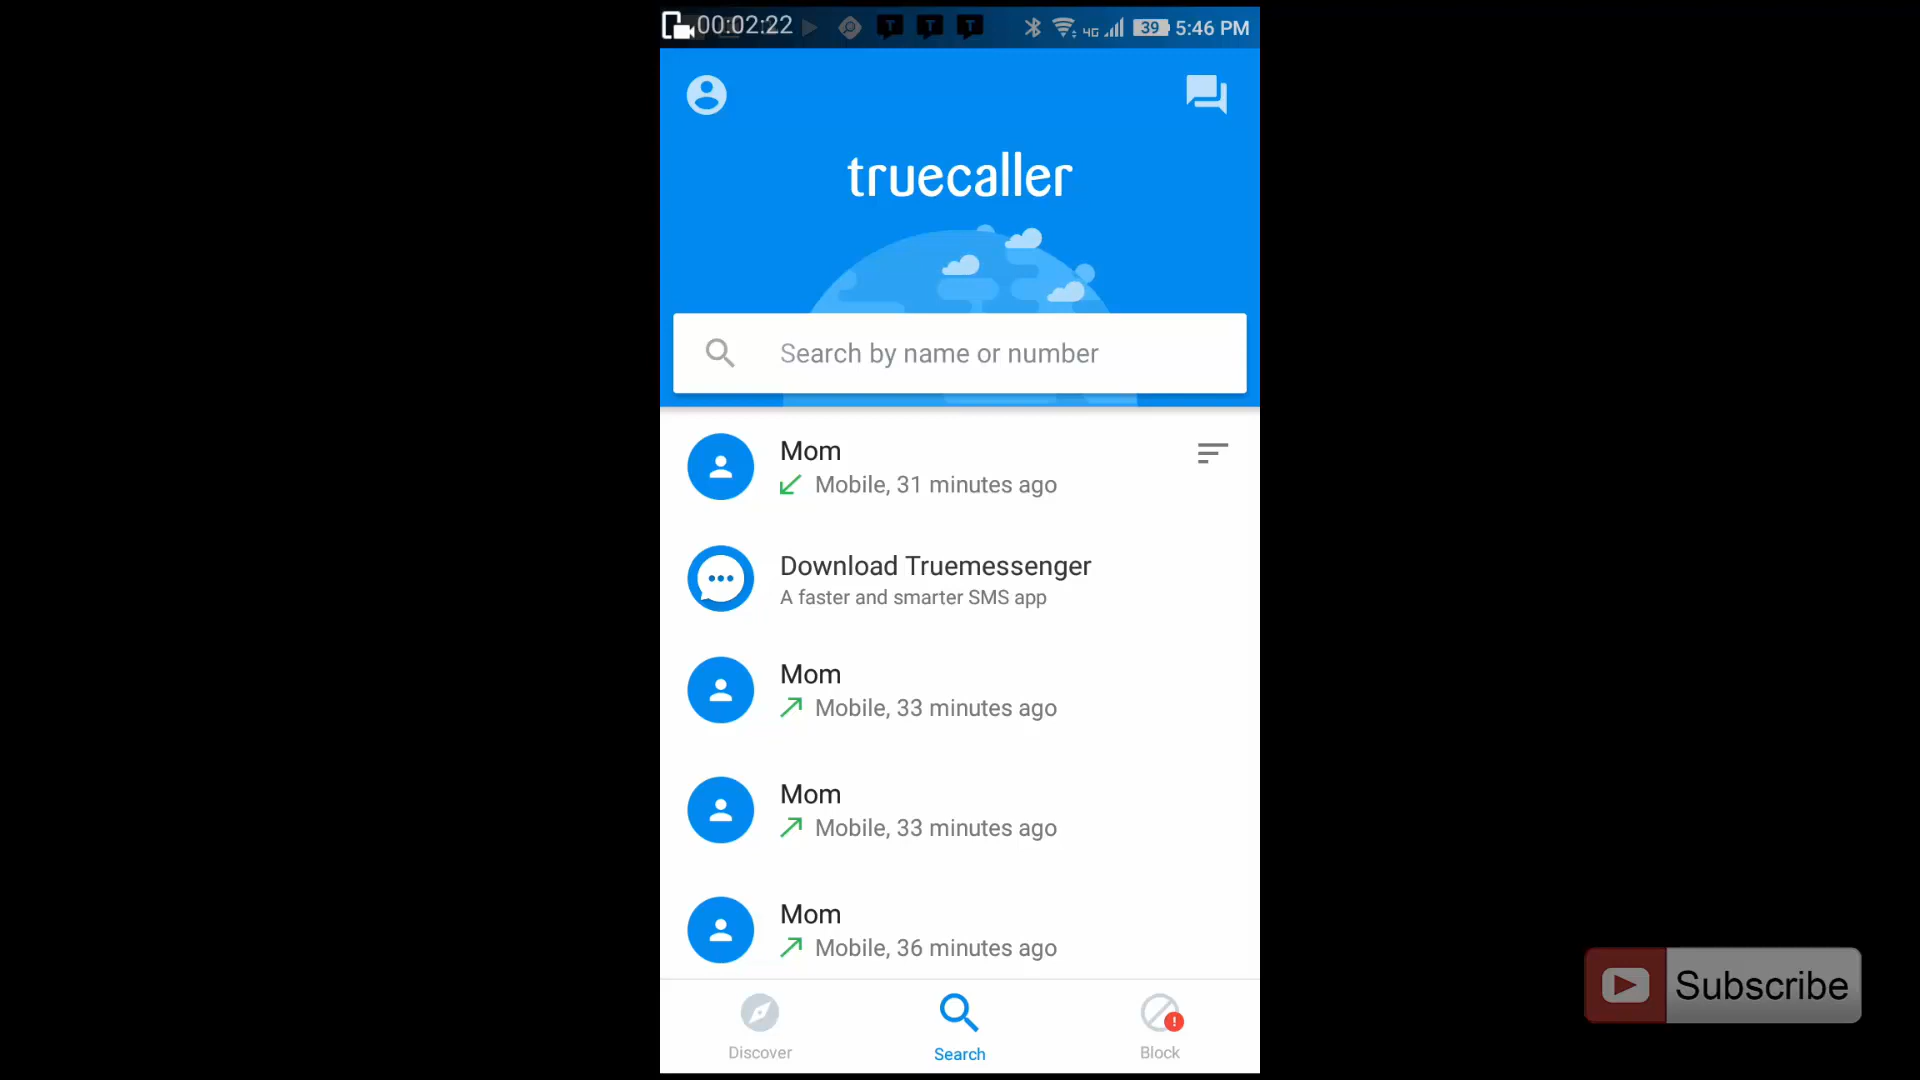 00:02:22 T T T 4G 39 5:46 PM
truecaller
Search by name or number
Mom
Mobile, 31 minutes ago
Download Truemessenger
A faster and smarter SMS app
Mom
Mobile, 33 minutes ago
Mom
Mobile, 33 minutes ago
Mom
Mobile, 36 minutes ago
Discover
Search
Block
Subscribe